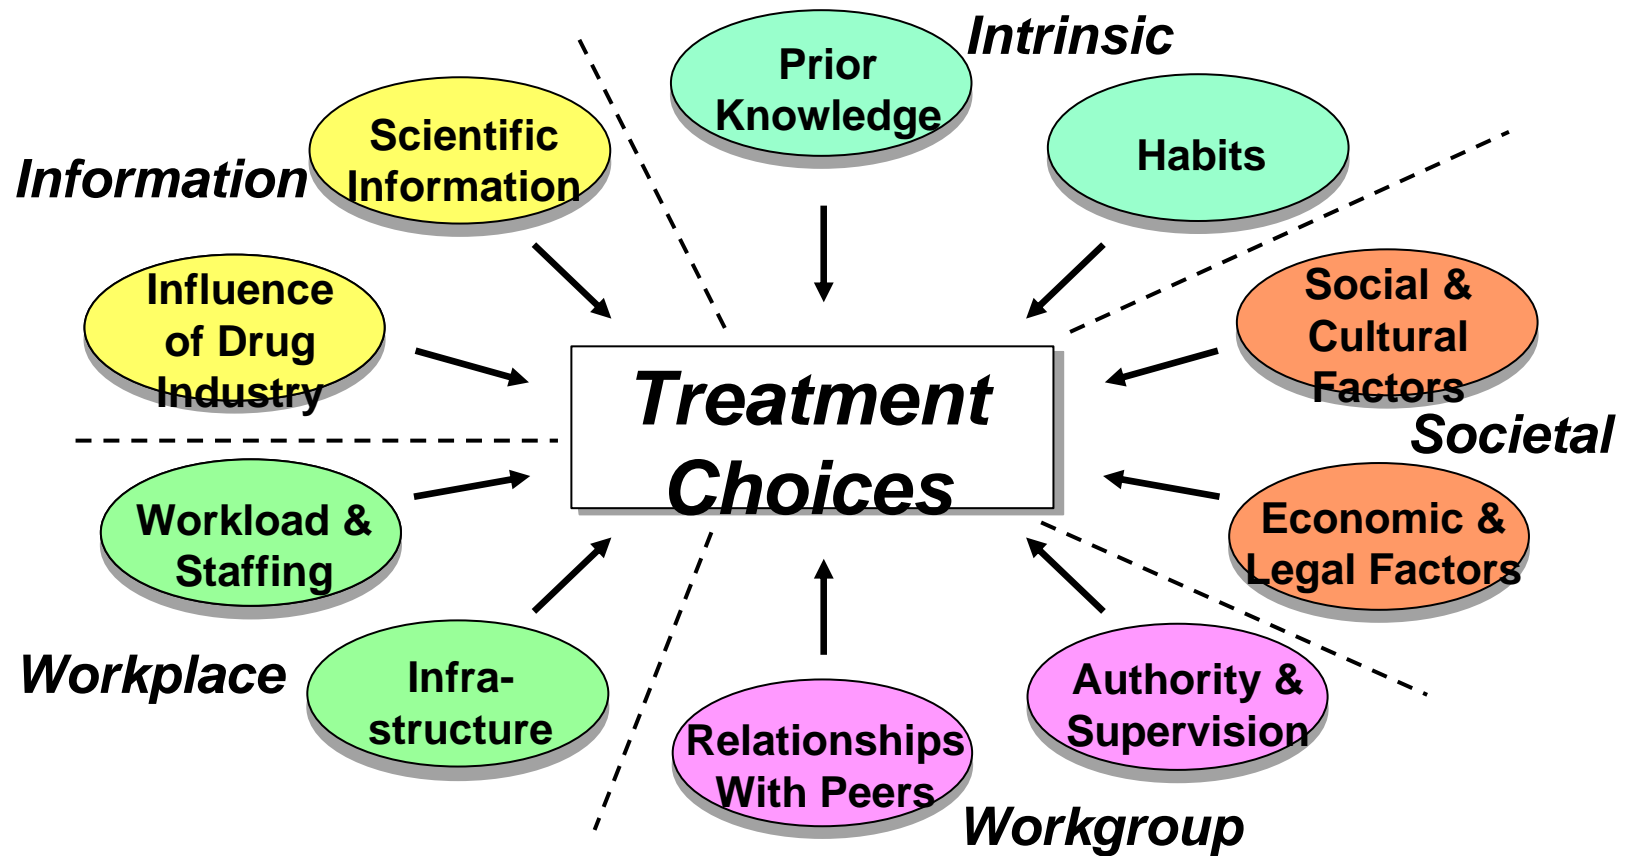 Intrinsic
Prior
Knowledge
Habits
Scientific
Information
Information
Influence
of Drug
Industry
Social &
Cultural
Factors
Societal
Treatment
Choices
Workload &
Staffing
Economic &
Legal Factors
Workplace
Infra-
structure
Relationships
With Peers
Authority &
Supervision
Workgroup